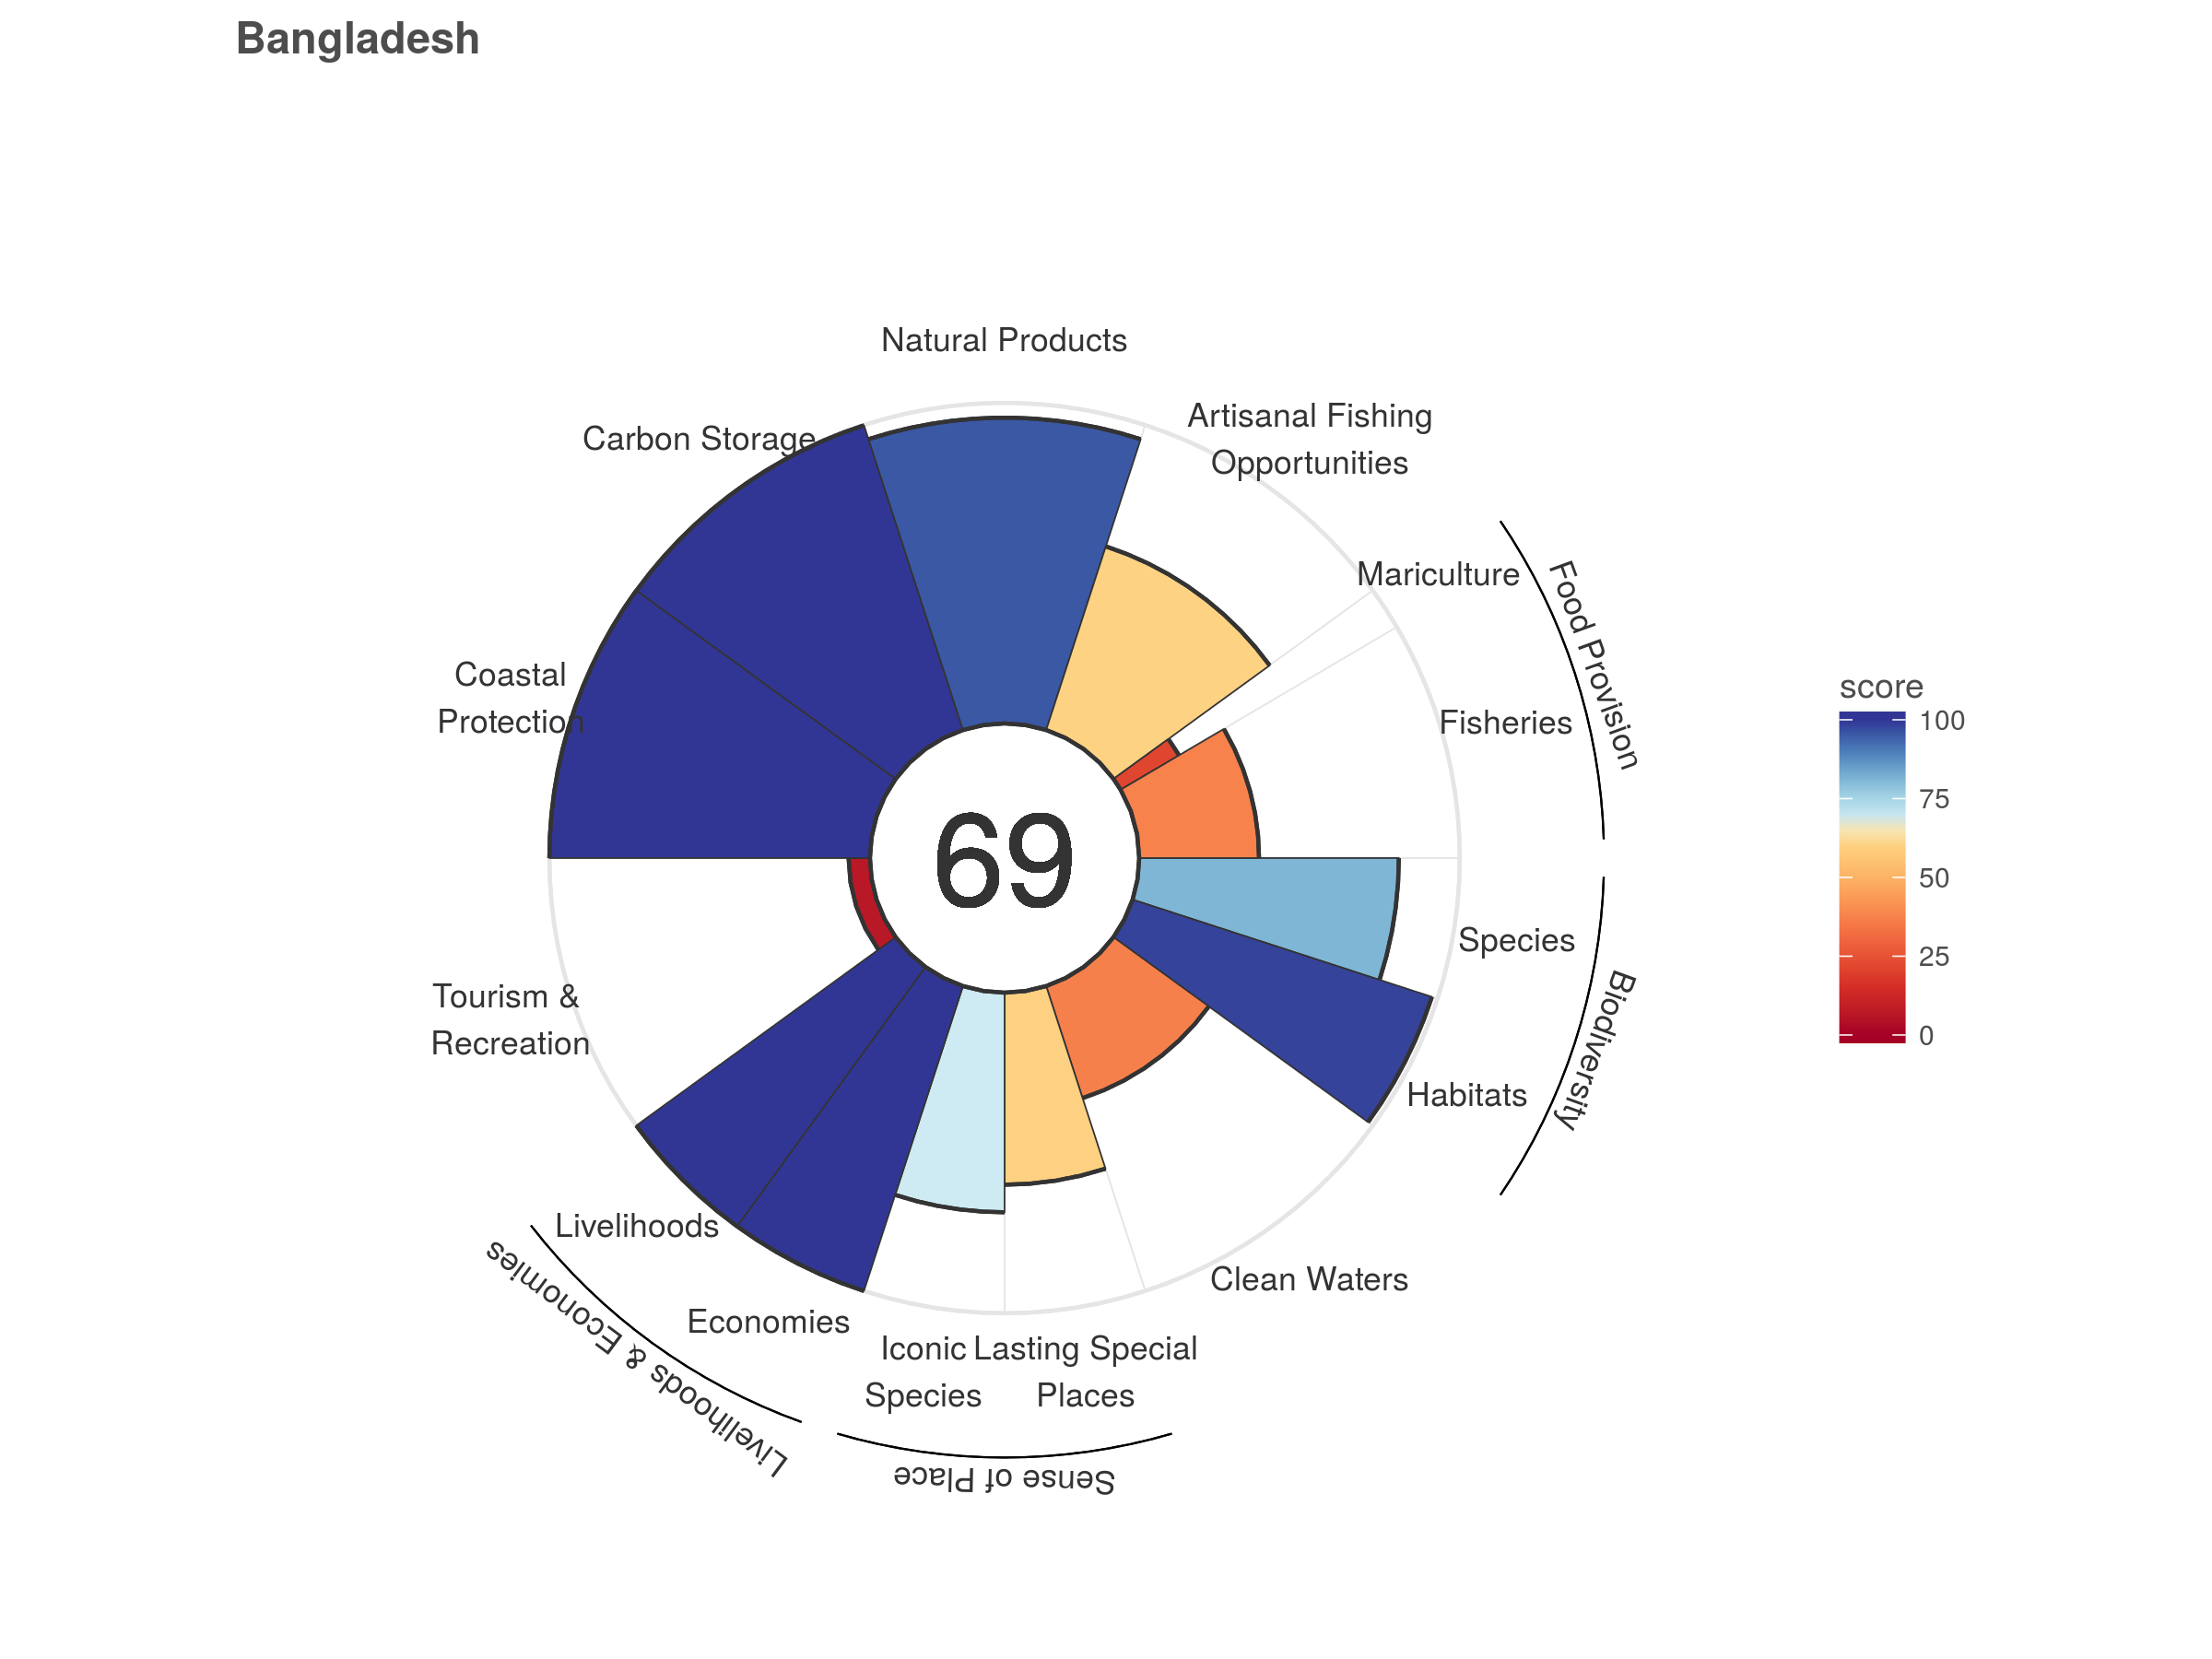 Bangladesh
Natural Products
Artisanal Fishing
Opportunities
Carbon Storage
Mariculture
Food Provision
Fisheries
Coastal
Protection
score
100
75
50
25
0
69
Species
Biodiversity
Habitats
Tourism &
Recreation
Livelihoods
Livelihoods & Economies
Economies
Clean Waters
Iconic
Species
Lasting Special
Places
Sense of Place